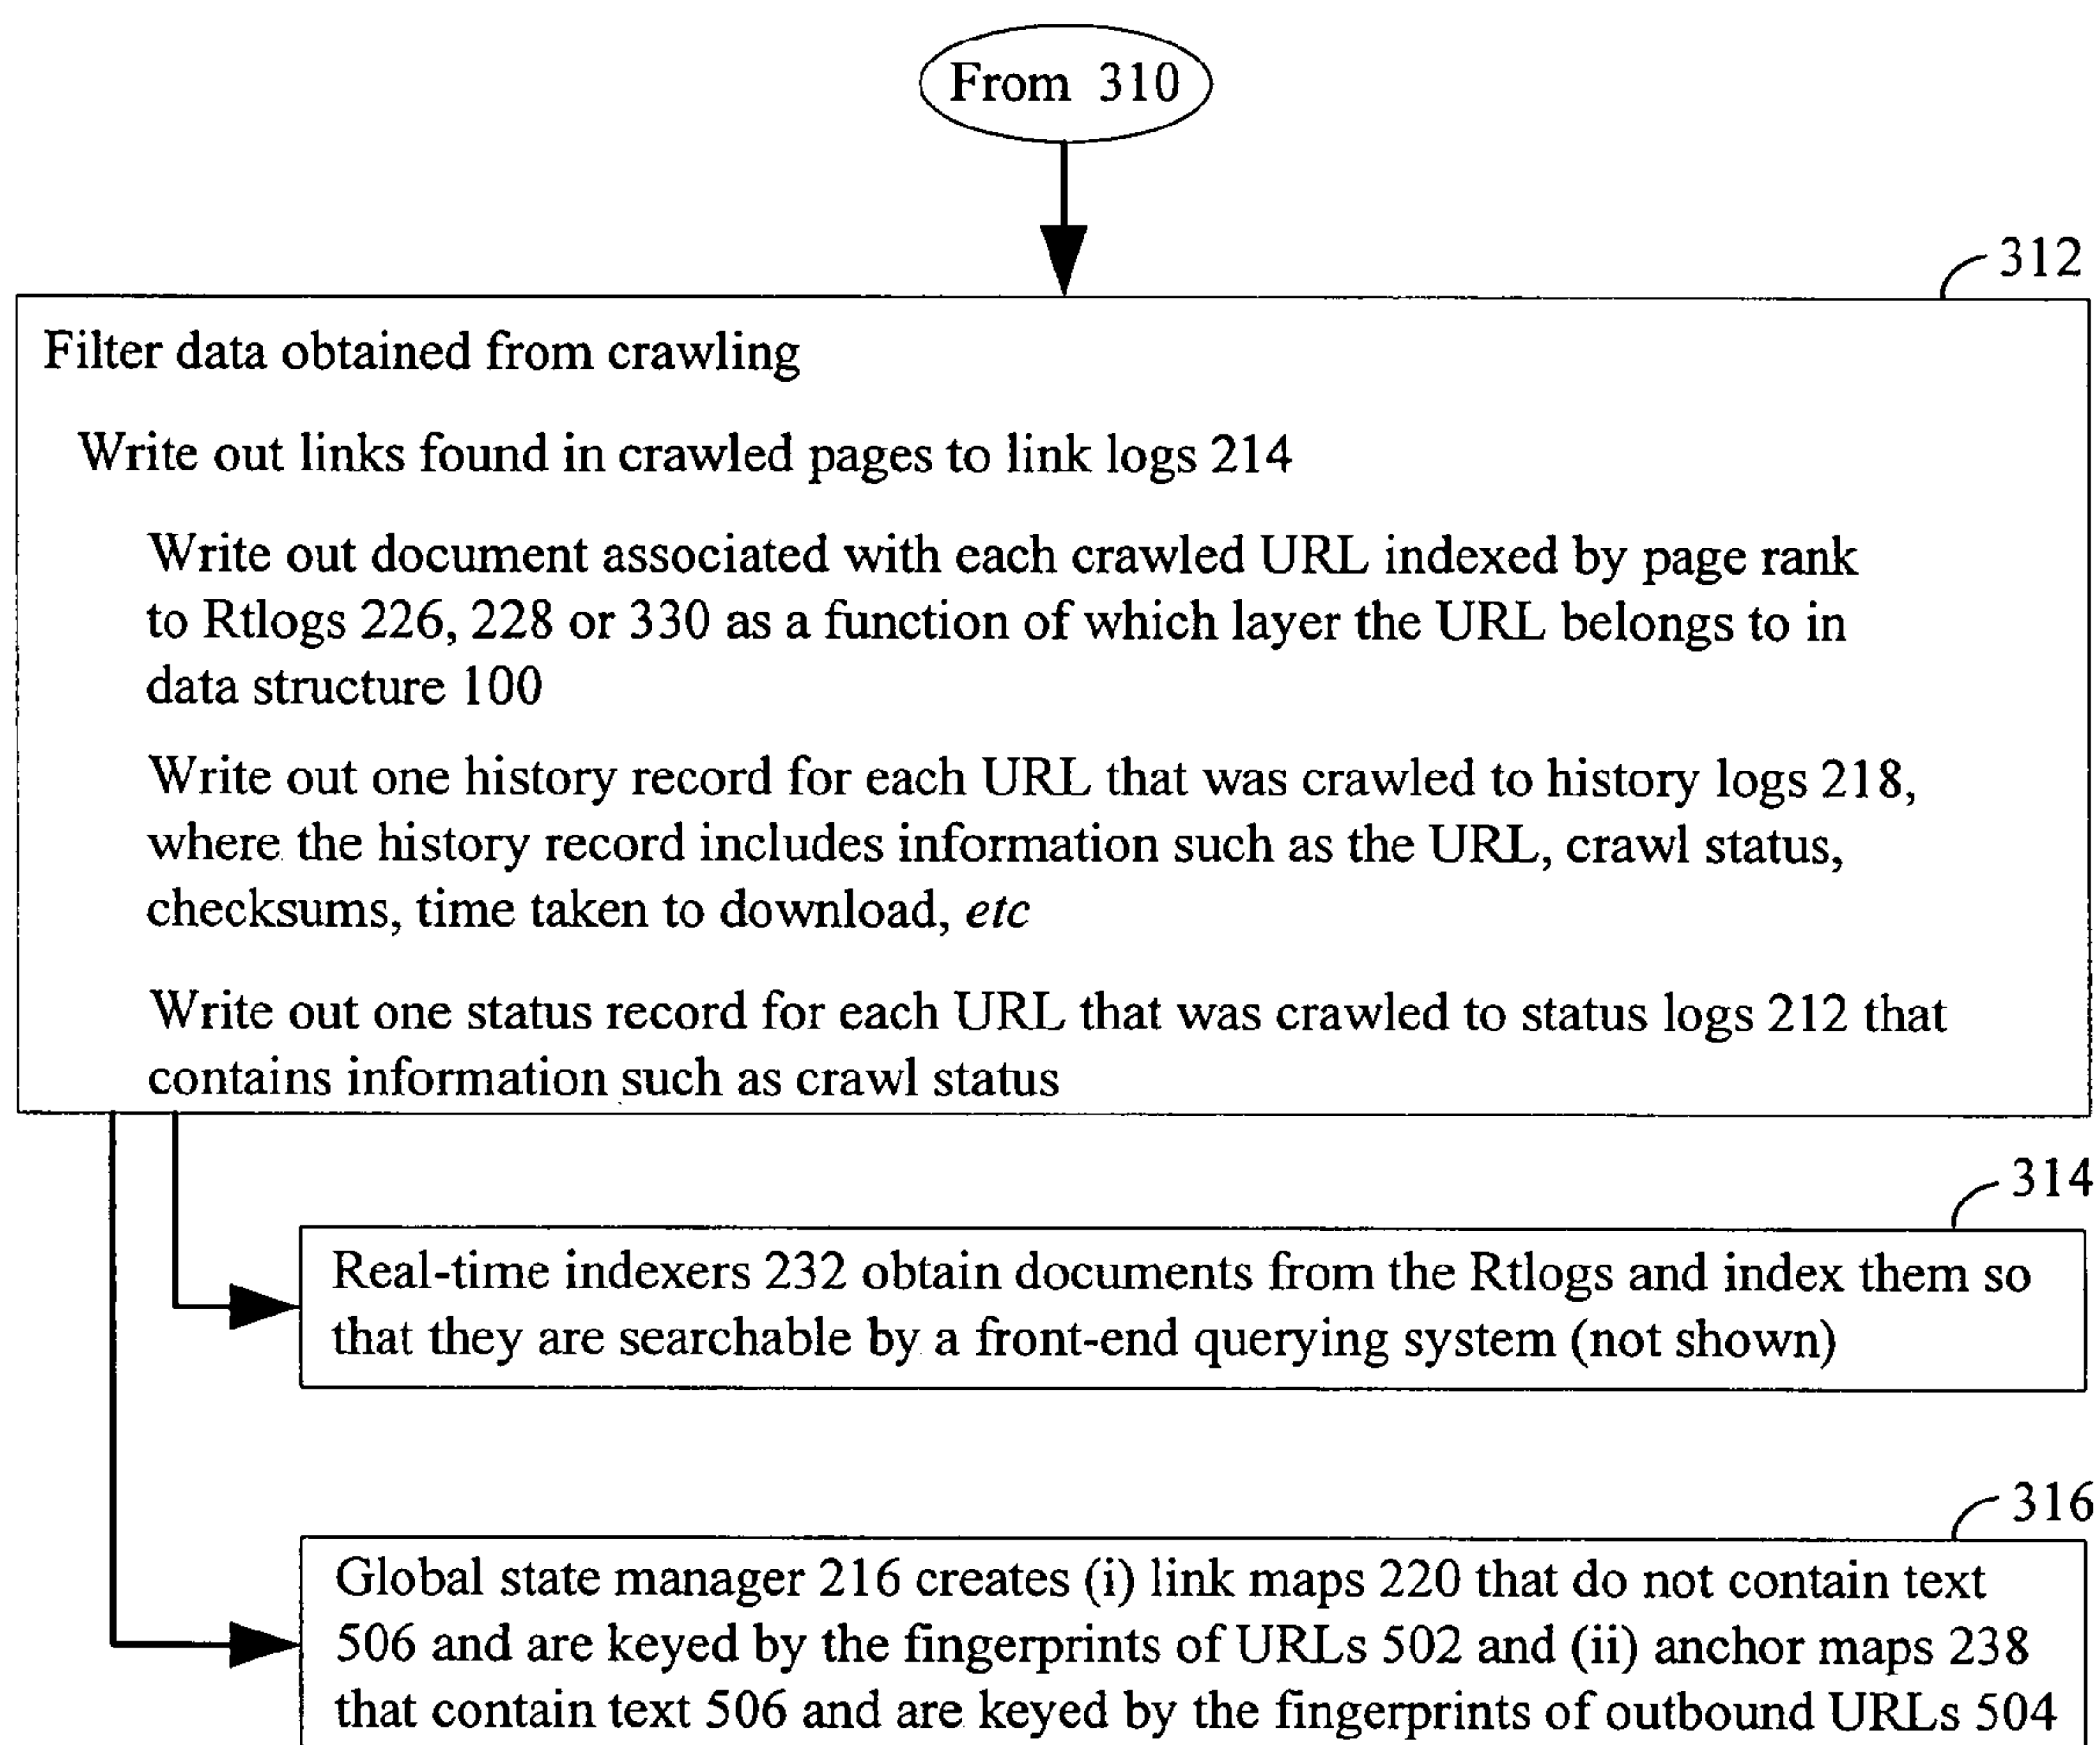 From 310
312
Filter data obtained from crawling
Write out links found in crawled pages to link logs 214
Write out document associated with each crawled URL indexed by page rank
to Rtlogs 226, 228 or 330 as a function of which layer the URL belongs to in
data structure 100
Write out one history record for each URL that was crawled to history logs 218,
where the history record includes information such as the URL, crawl status,
checksums, time taken to download, etc
Write out one status record for each URL that was crawled to status logs 212 that
contains information such as crawl status
314
Real-time indexers 232 obtain documents from the Rtlogs and index them so
that they are searchable by a front-end querying system (not shown)
316
Global state manager 216 creates (i) link maps 220 that do not contain text
506 and are keyed by the fingerprints of URLs 502 and (ii) anchor maps 238
that contain text 506 and are keyed by the fingerprints of outbound URLs 504